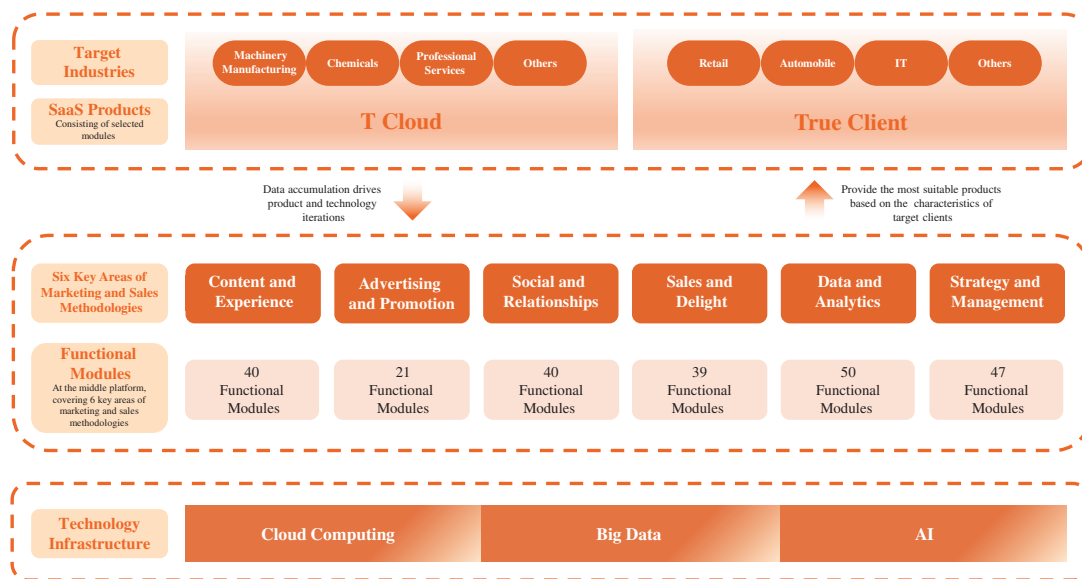 Target
Industries
Machinery
Manufacturing
Chemicals
Professional
Services
Others
Retail
Automobile
IT
Others
SaaS Products
Consisting of selected
modules
T Cloud
True Client
Data accumulation drives
product and technology
iterations
Provide the most suitable products
based on the characteristics of
target clients
Six Key Areas of
Marketing and Sales
Methodologies
Content and
Experience
Advertising
and Promotion
Social and
Relationships
Sales and
Delight
Data and
Analytics
Strategy and
Management
Functional
Modules
At the middle platform,
covering 6 key areas of
marketing and sales
methodologies
40
Functional
Modules
21
Functional
Modules
40
Functional
Modules
39
Functional
Modules
50
Functional
Modules
47
Functional
Modules
Technology
Infrastructure
Cloud Computing
Big Data
AI